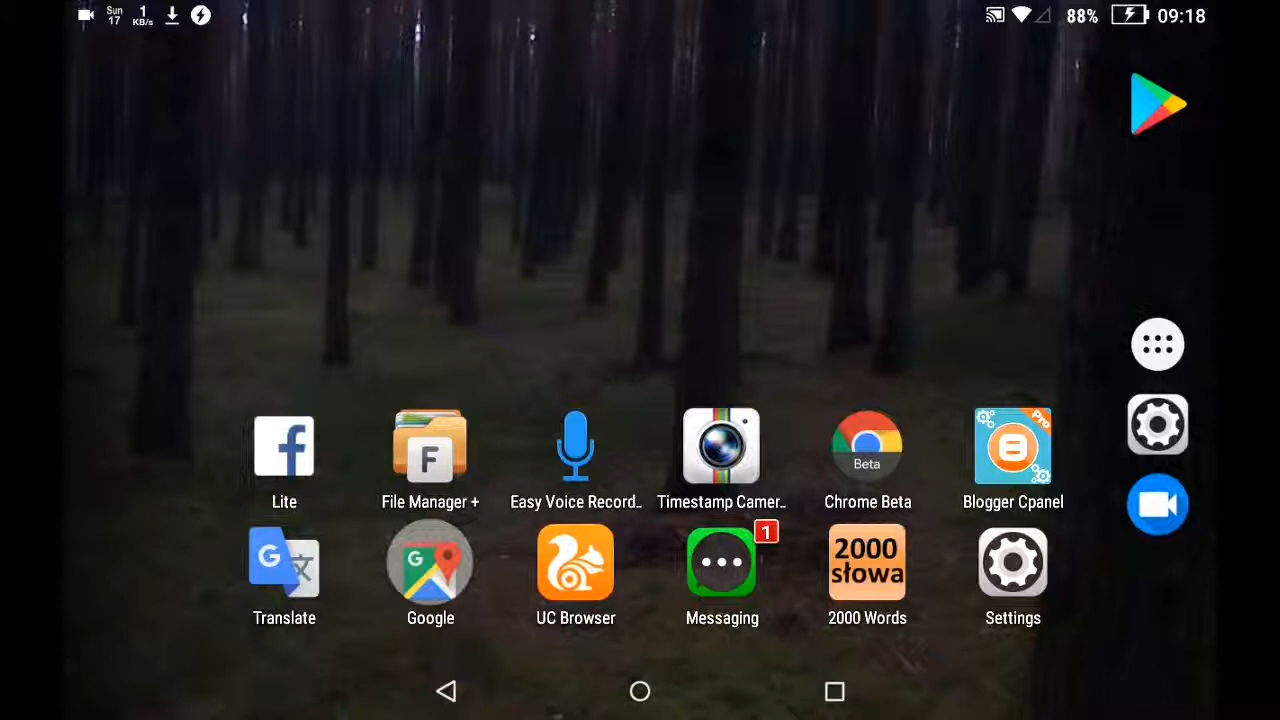 Sun
17
1
KB/s
88%
09:18
Lite
File Manager +
Easy Voice Record..
Timestamp Camer..
Beta
Chrome Beta
Pro
Blogger Cpanel
F
G
文
Translate
G
Google
UC Browser
1
Messaging
2000
słowa
2000 Words
Settings